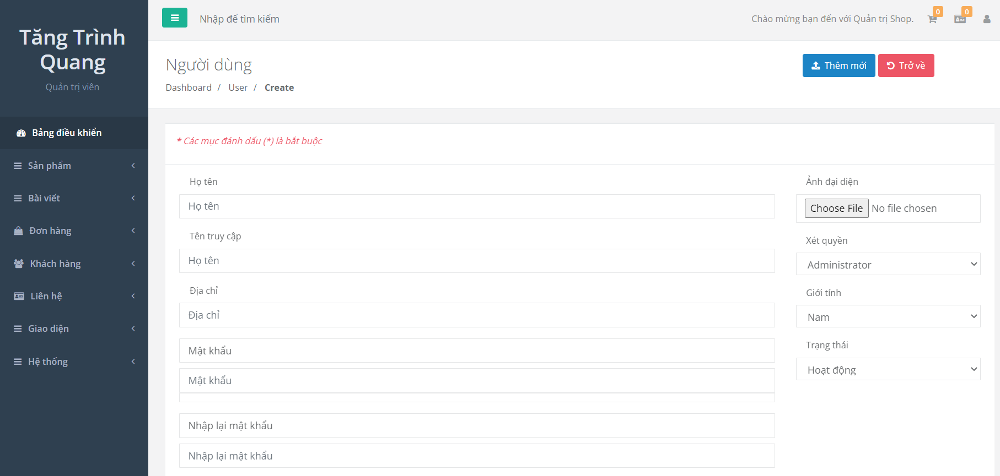 Tăng Trình
Quang
Quản trị viên
Bảng điều khiển
Sản phẩm
Bài viết
Đơn hàng
Khách hàng
Liên hệ
Giao diện
Hệ thống
Nhập để tìm kiếm
Chào mừng bạn đến với Quản trị Shop.
0
0
Người dùng
Dashboard / User / Create
Thêm mới
Trở về
* Các mục đánh dấu (*) là bắt buộc
Họ tên
Họ tên
Tên truy cập
Họ tên
Địa chỉ
Địa chỉ
Mật khẩu
Mật khẩu
Nhập lại mật khẩu
Nhập lại mật khẩu
Ảnh đại diện
Choose File No file chosen
Xét quyền
Administrator
Giới tính
Nam
Trạng thái
Hoạt động